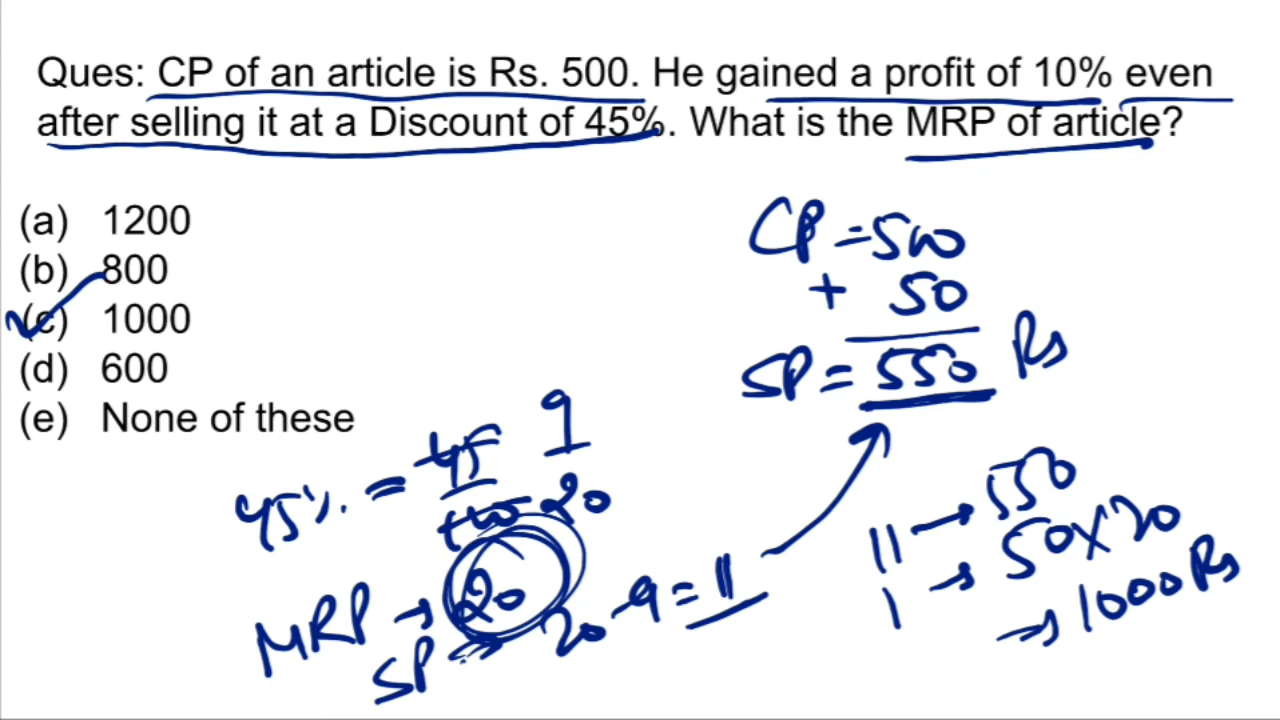 Ques: CP of an article is Rs. 500. He gained a profit of 10% even
after selling it at a Discount of 45%. What is the MRP of article?
(a) 1200
(b) 800
(c) 1000
(d) 600
(e) None of these
CP = 500
+ 50
SP = 550 Rs
45% = 45/100 9/20
MRP → 20
SP → 20-9 = 11
11 → 550
1 → 50×20
→ 1000 Rs